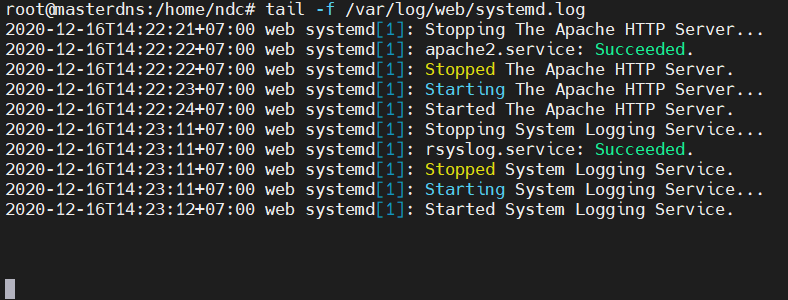 root@masterdns:/home/ndc# tail -f /var/log/web/systemd.log
2020-12-16T14:22:21+07:00 web systemd[1]: Stopping The Apache HTTP Server...
2020-12-16T14:22:22+07:00 web systemd[1]: apache2.service: Succeeded.
2020-12-16T14:22:22+07:00 web systemd[1]: Stopped The Apache HTTP Server.
2020-12-16T14:22:23+07:00 web systemd[1]: Starting The Apache HTTP Server...
2020-12-16T14:22:24+07:00 web systemd[1]: Started The Apache HTTP Server.
2020-12-16T14:23:11+07:00 web systemd[1]: Stopping System Logging Service...
2020-12-16T14:23:11+07:00 web systemd[1]: rsyslog.service: Succeeded.
2020-12-16T14:23:11+07:00 web systemd[1]: Stopped System Logging Service.
2020-12-16T14:23:11+07:00 web systemd[1]: Starting System Logging Service...
2020-12-16T14:23:12+07:00 web systemd[1]: Started System Logging Service.